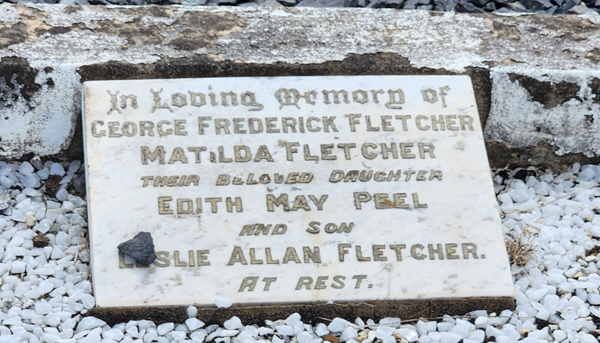 In Loving Memory of
GEORGE FREDERICK FLETCHER
MATILDA FLETCHER
THEIR BELOVED DAUGHTER
EDITH MAY PEEL
AND SON
LESLIE ALLAN FLETCHER.
AT REST.